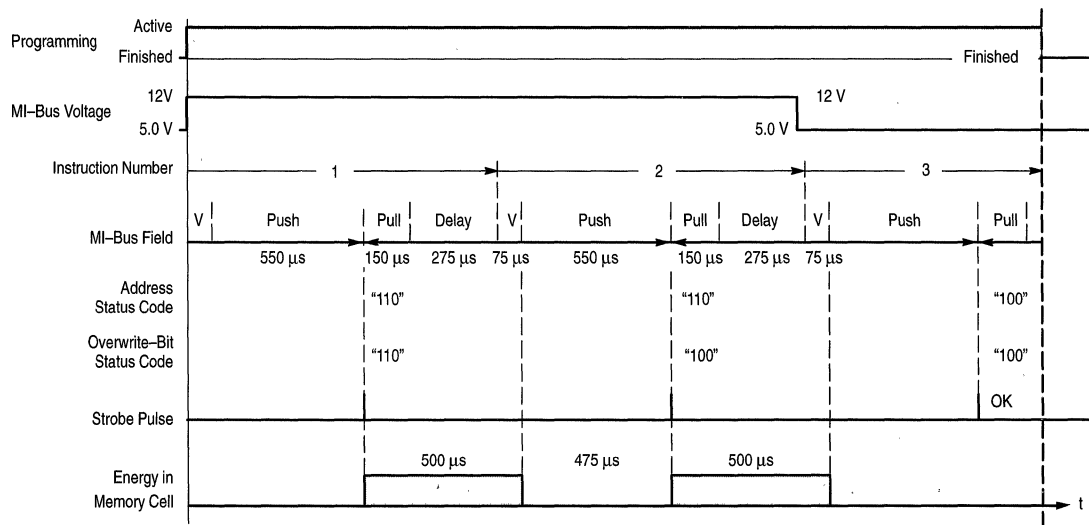 Programming
Active
Finished
Finished
MI–Bus Voltage
12V
12 V
5.0 V
5.0 V
Instruction Number
1
2
3
MI–Bus Field
V
Push
Pull
Delay
V
Push
Pull
Delay
V
Push
Pull
550 µs
150 µs
275 µs
75 µs
550 µs
150 µs
275 µs
75 µs
Address
Status Code
“110”
“110”
“100”
Overwrite–Bit
Status Code
“110”
“100”
“100”
Strobe Pulse
OK
Energy in
Memory Cell
500 µs
475 µs
500 µs
t